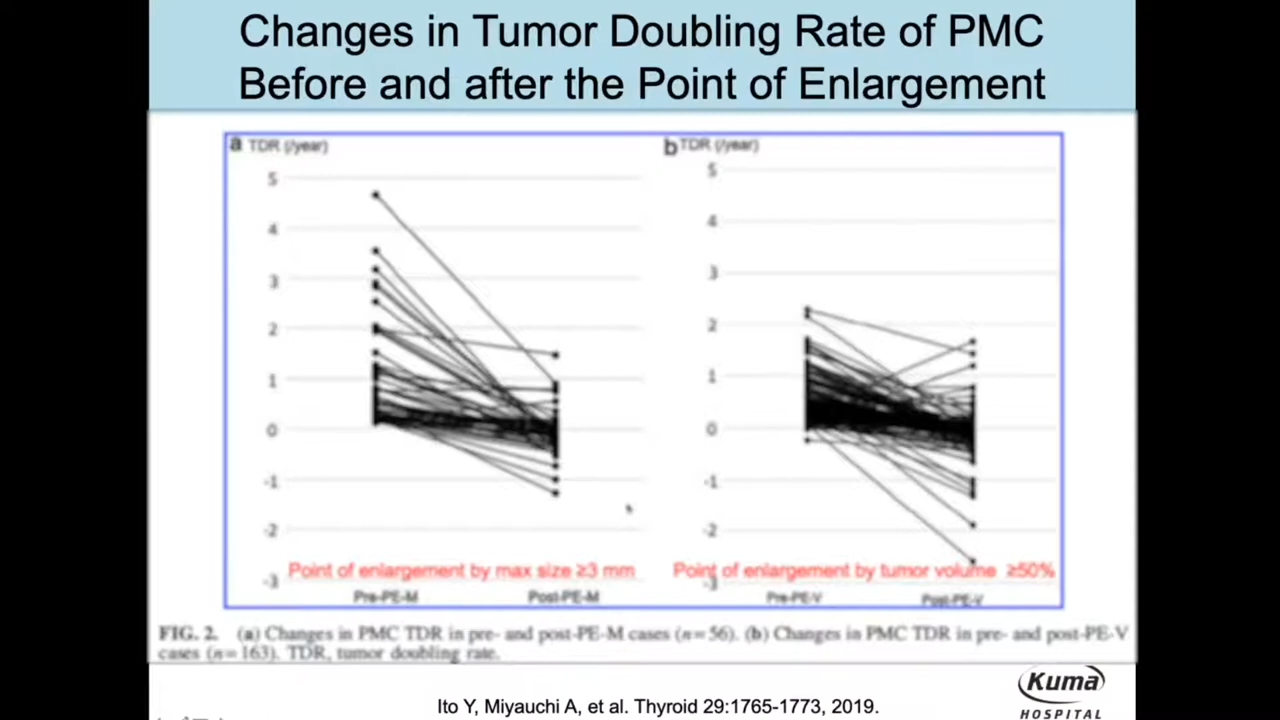 Changes in Tumor Doubling Rate of PMC
Before and after the Point of Enlargement
a TDR (/year)
5
4
3
2
1
0
-1
-2
-3
Point of enlargement by max size ≥3 mm
Pre-PE-M Post-PE-M
b TDR (/year)
5
4
3
2
1
0
-1
-2
-3
Point of enlargement by tumor volume ≥50%
Pre-PE-V Post-PE-V
FIG. 2. (a) Changes in PMC TDR in pre- and post-PE-M cases (n=56). (b) Changes in PMC TDR in pre- and post-PE-V
cases (n=163). TDR, tumor doubling rate.
Ito Y, Miyauchi A, et al. Thyroid 29:1765-1773, 2019.
Kuma
HOSPITAL